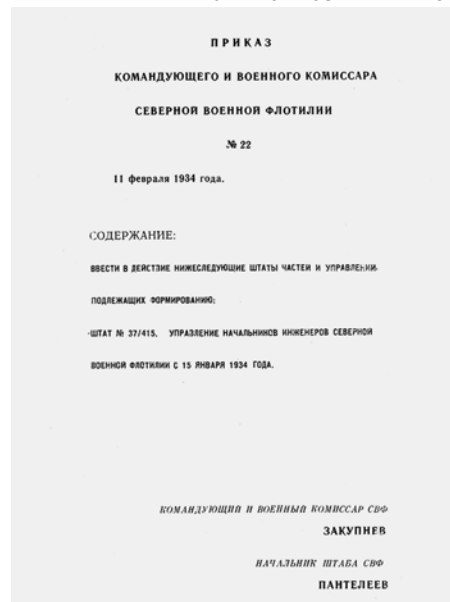 ПРИКАЗ
КОМАНДУЮЩЕГО И ВОЕННОГО КОМИССАРА
СЕВЕРНОЙ ВОЕННОЙ ФЛОТИЛИИ
№ 22
11 февраля 1934 года.
СОДЕРЖАНИЕ:
ВВЕСТИ В ДЕЙСТВИЕ НИЖЕСЛЕДУЮЩИЕ ШТАТЫ ЧАСТЕЙ И УПРАВЛЕНИИ.
ПОДЛЕЖАЩИХ ФОРМИРОВАНИЮ:
-ШТАТ № 37/415, УПРАВЛЕНИЕ НАЧАЛЬНИКОВ ИНЖЕНЕРОВ СЕВЕРНОЙ
ВОЕННОЙ ФЛОТИЛИИ С 15 ЯНВАРЯ 1934 ГОДА.
КОМАНДУЮЩИЙ И ВОЕННЫЙ КОМИССАР СВФ
ЗАКУПНЕВ
НАЧАЛЬНИК ШТАБА СВФ
ПАНТЕЛЕЕВ